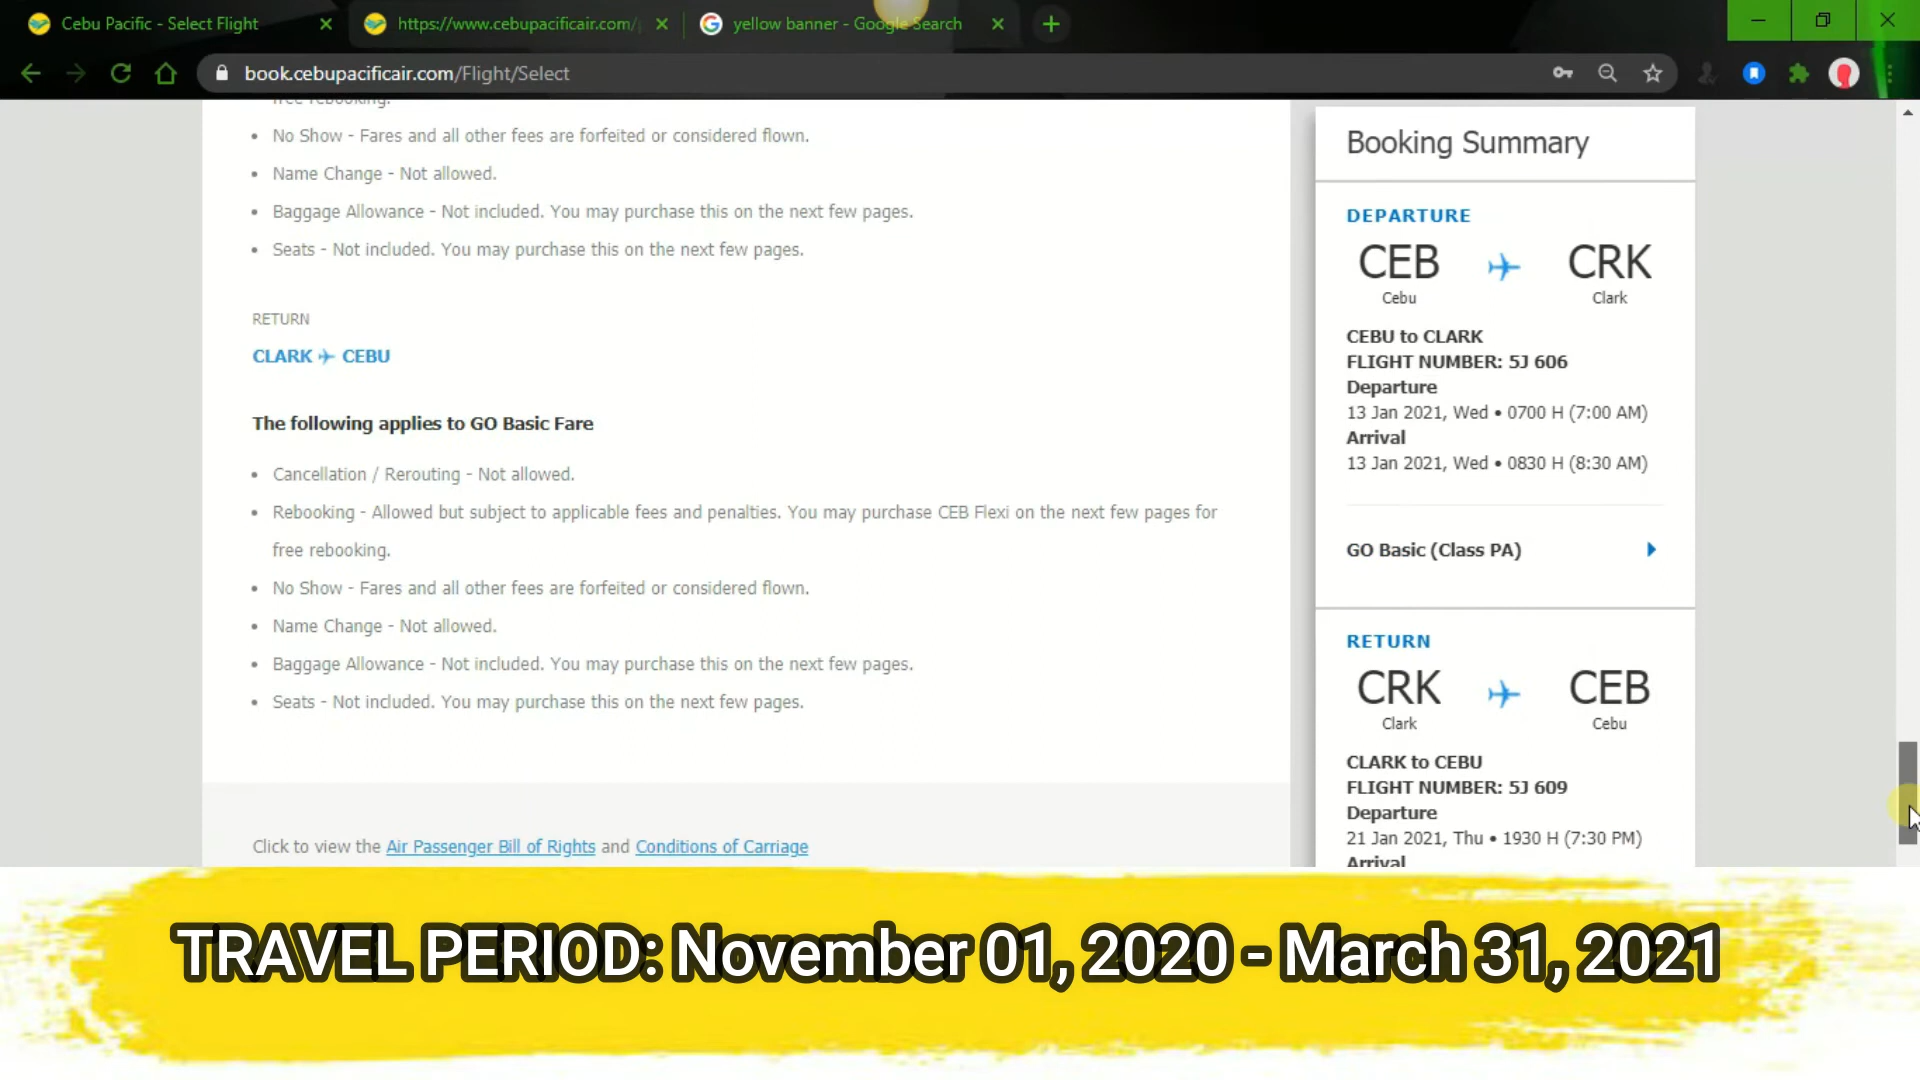 Cebu Pacific - Select Flight
https://www.cebupacificair.com/
yellow banner - Google Search
book.cebupacificair.com/Flight/Select
free rebooking.
No Show - Fares and all other fees are forfeited or considered flown.
Name Change - Not allowed.
Baggage Allowance - Not included. You may purchase this on the next few pages.
Seats - Not included. You may purchase this on the next few pages.
RETURN
CLARK CEBU
The following applies to GO Basic Fare
Cancellation / Rerouting - Not allowed.
Rebooking - Allowed but subject to applicable fees and penalties. You may purchase CEB Flexi on the next few pages for
free rebooking.
No Show - Fares and all other fees are forfeited or considered flown.
Name Change - Not allowed.
Baggage Allowance - Not included. You may purchase this on the next few pages.
Seats - Not included. You may purchase this on the next few pages.
Click to view the Air Passenger Bill of Rights and Conditions of Carriage
Booking Summary
DEPARTURE
CEB CRK
Cebu Clark
CEBU to CLARK
FLIGHT NUMBER: 5J 606
Departure
13 Jan 2021, Wed • 0700 H (7:00 AM)
Arrival
13 Jan 2021, Wed • 0830 H (8:30 AM)
GO Basic (Class PA)
RETURN
CRK CEB
Clark Cebu
CLARK to CEBU
FLIGHT NUMBER: 5J 609
Departure
21 Jan 2021, Thu • 1930 H (7:30 PM)
Arrival
TRAVEL PERIOD: November 01, 2020 - March 31, 2021